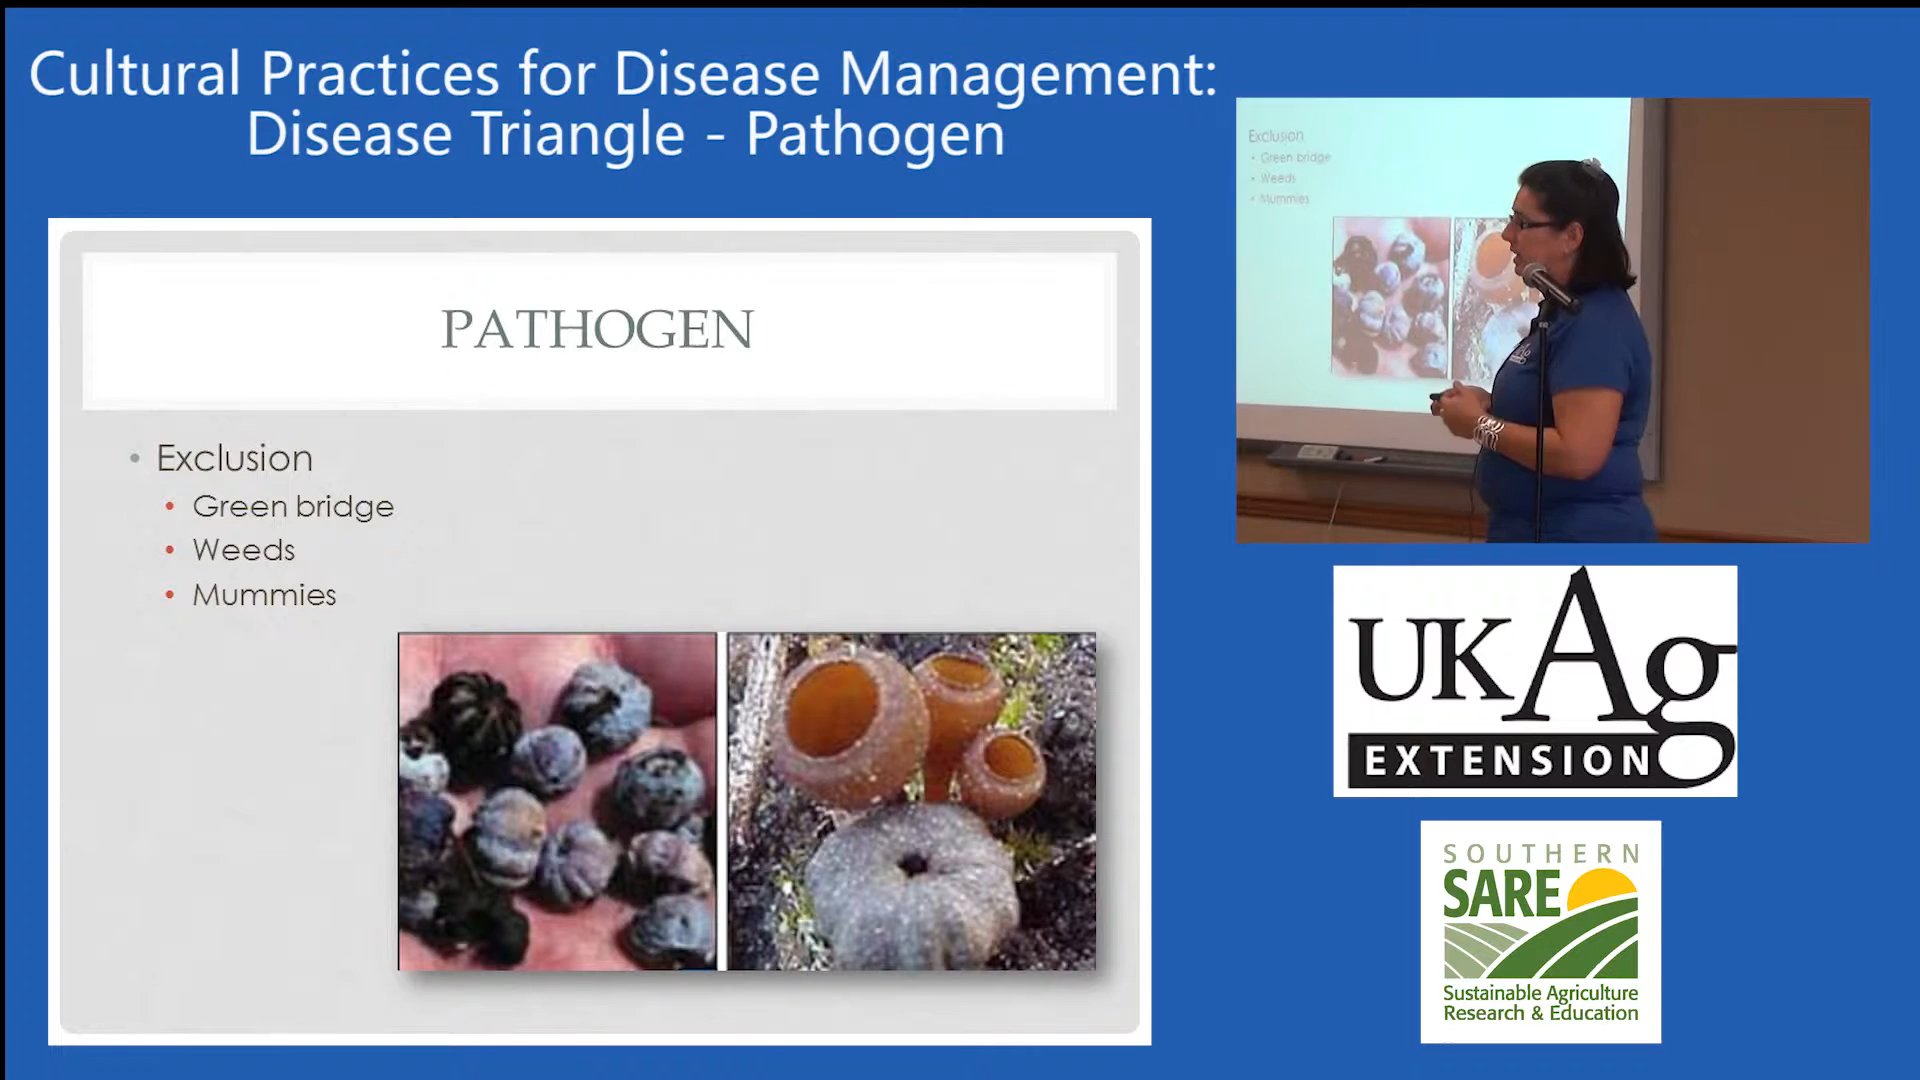 Cultural Practices for Disease Management:
Disease Triangle - Pathogen
PATHOGEN
• Exclusion
• Green bridge
• Weeds
• Mummies
Exclusion
• Green bridge
• Weeds
• Mummies
UKAg
EXTENSION
SOUTHERN
SARE
Sustainable Agriculture
Research & Education